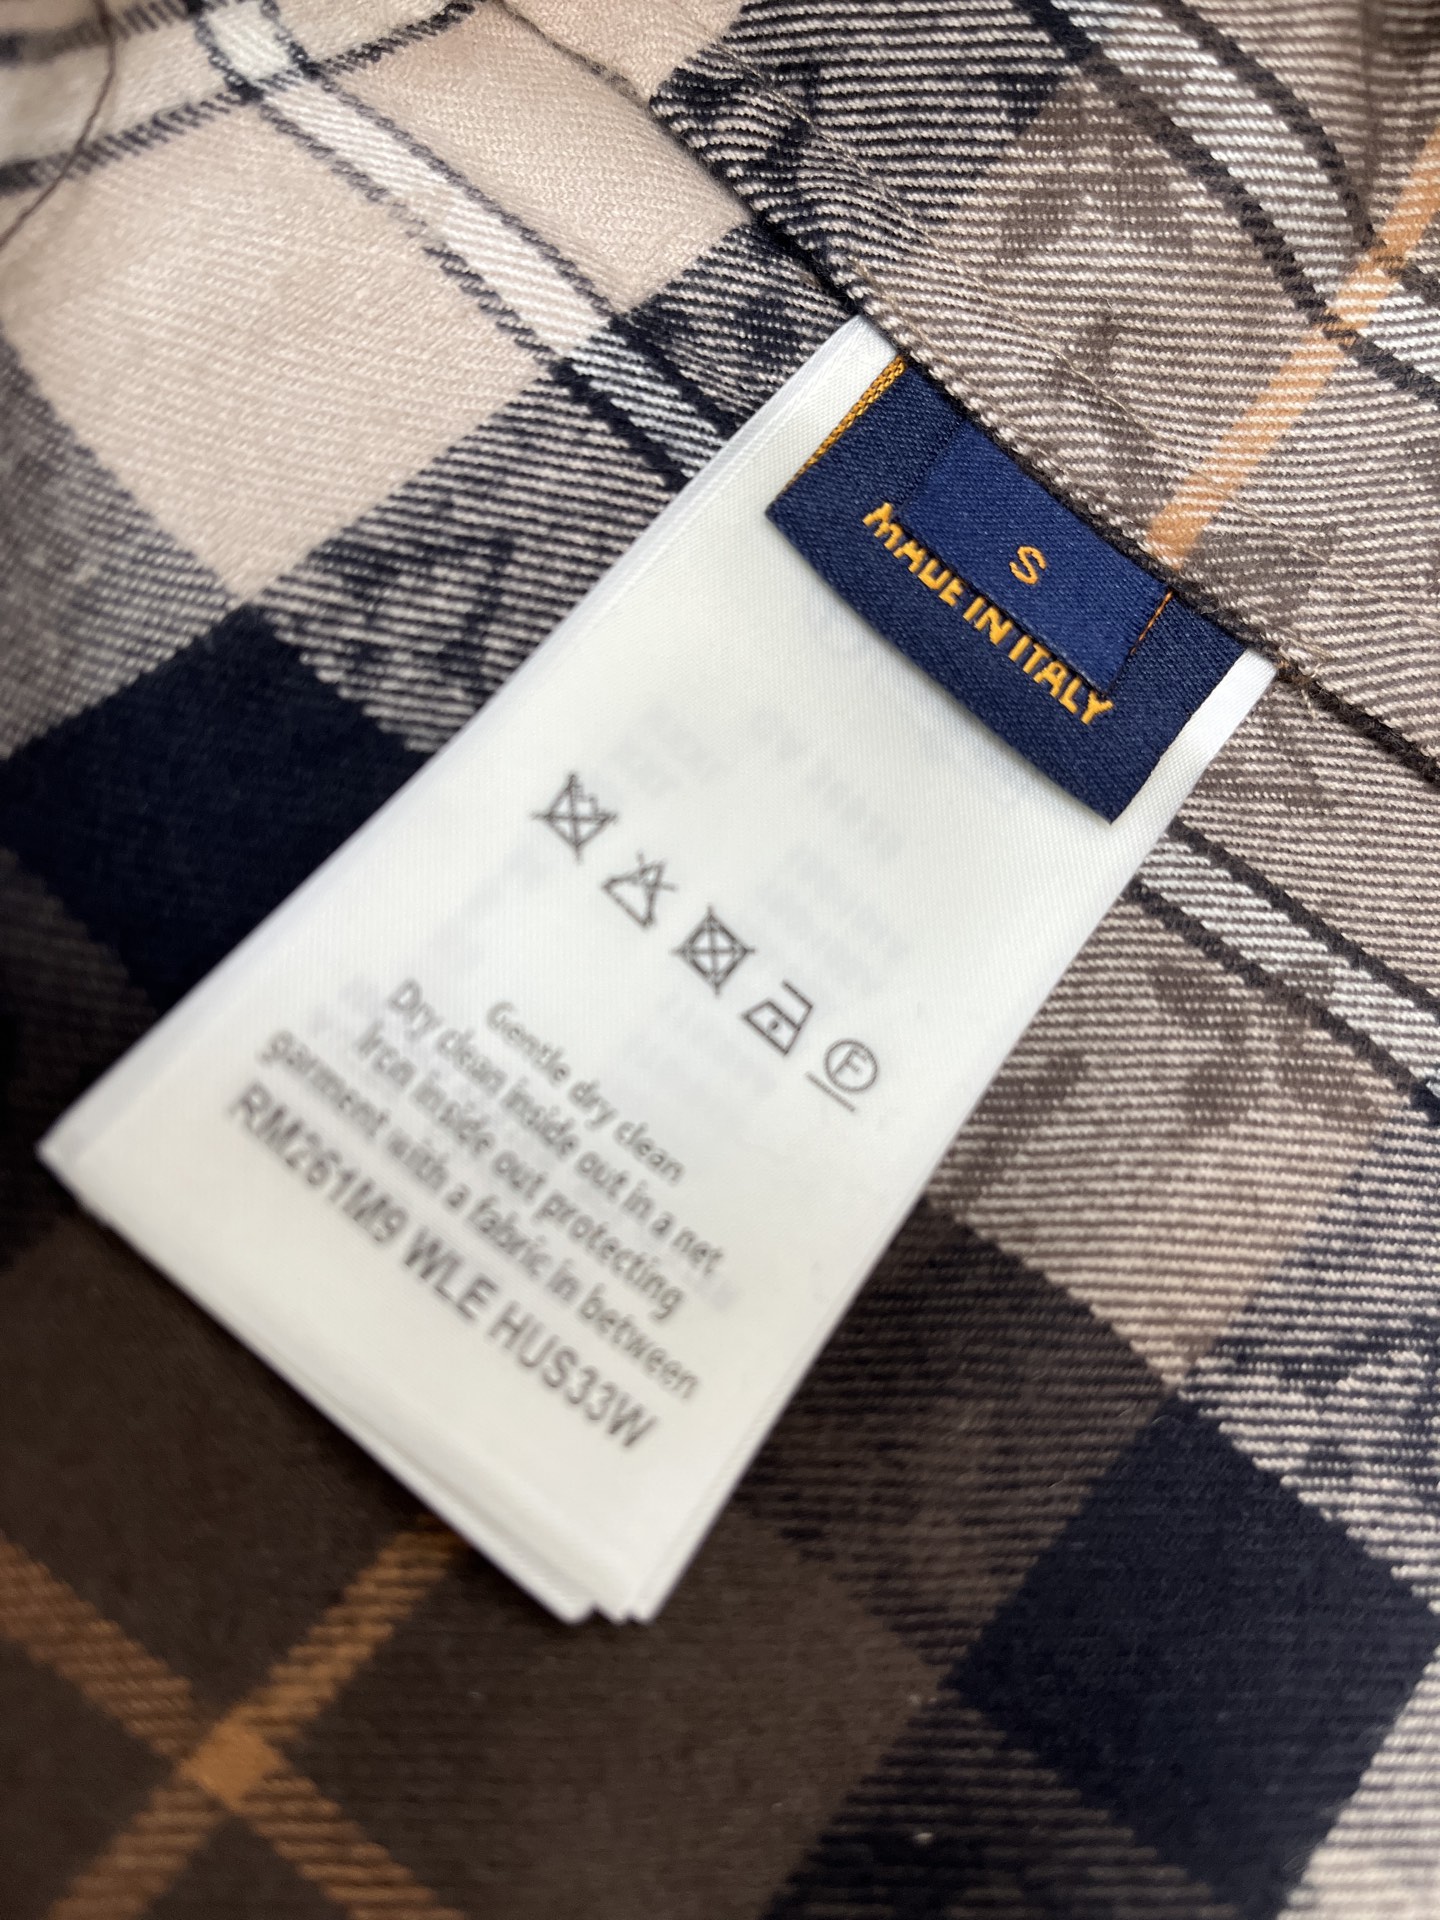 S
MADE IN ITALY
F
Gentle dry clean
Dry clean inside out in a net
Iron inside out protecting
garment with a fabric in between
RM261M9 WLE HUS33W